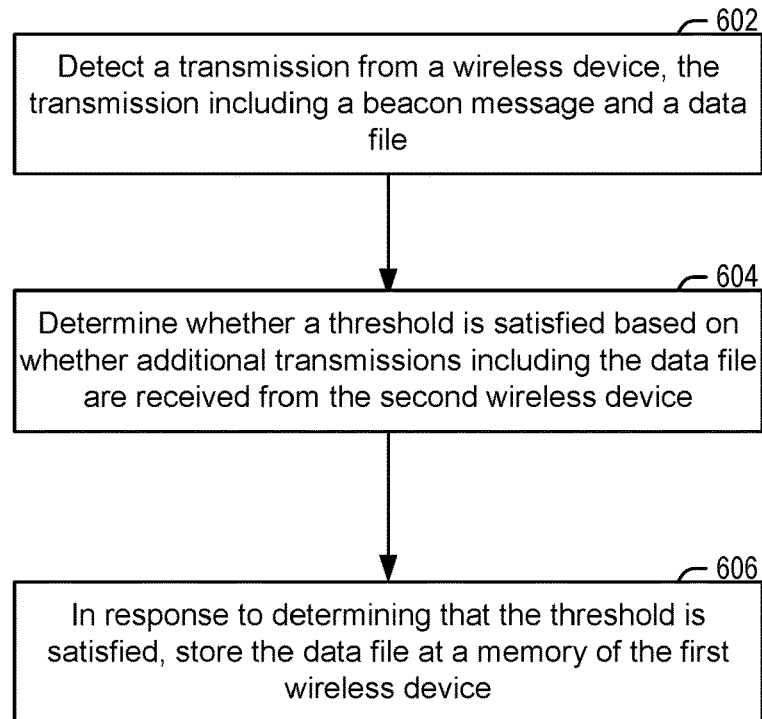 602
Detect a transmission from a wireless device, the
transmission including a beacon message and a data
file
604
Determine whether a threshold is satisfied based on
whether additional transmissions including the data file
are received from the second wireless device
606
In response to determining that the threshold is
satisfied, store the data file at a memory of the first
wireless device